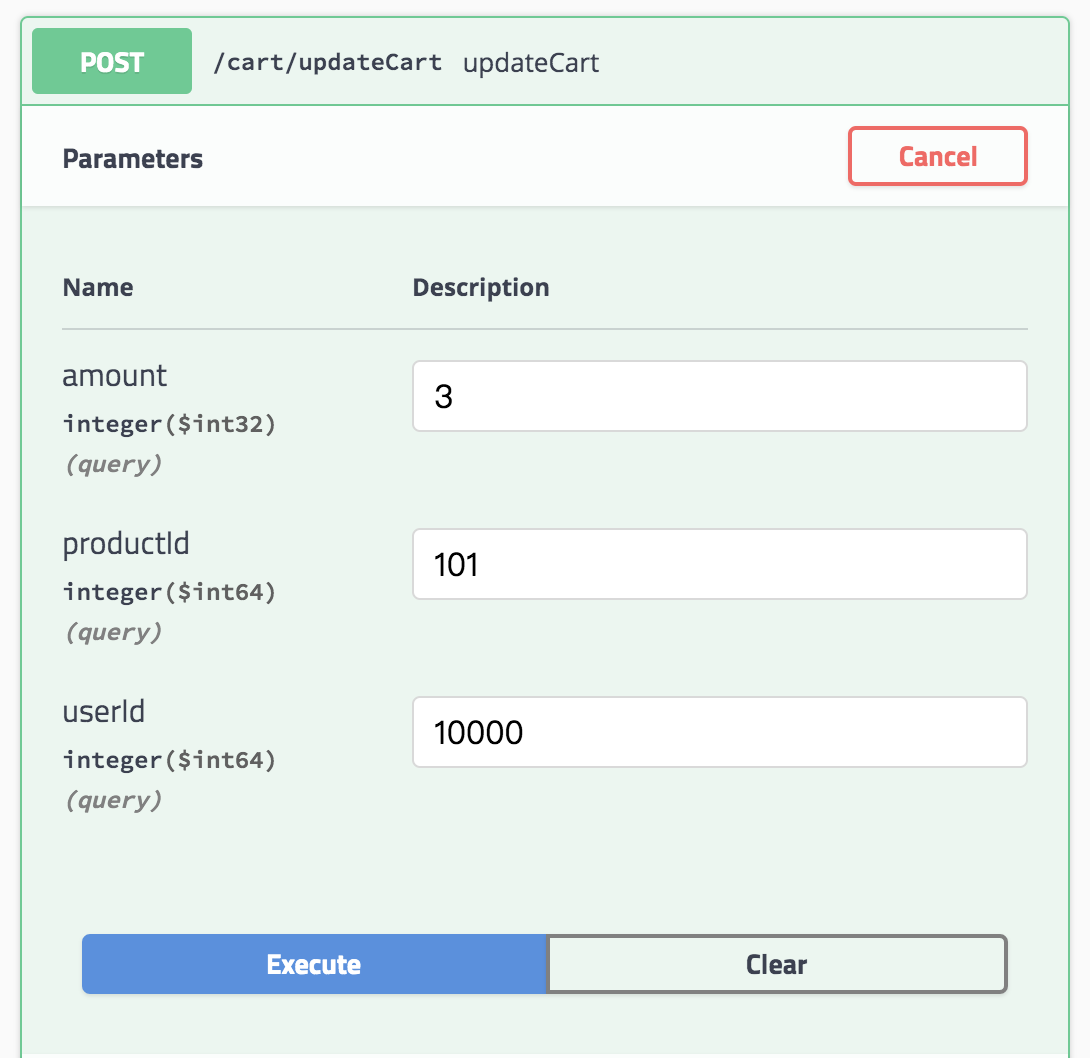 POST /cart/updateCart updateCart
Parameters Cancel
Name Description
amount
integer($int32)
(query)
3
productId
integer($int64)
(query)
101
userId
integer($int64)
(query)
10000
Execute Clear